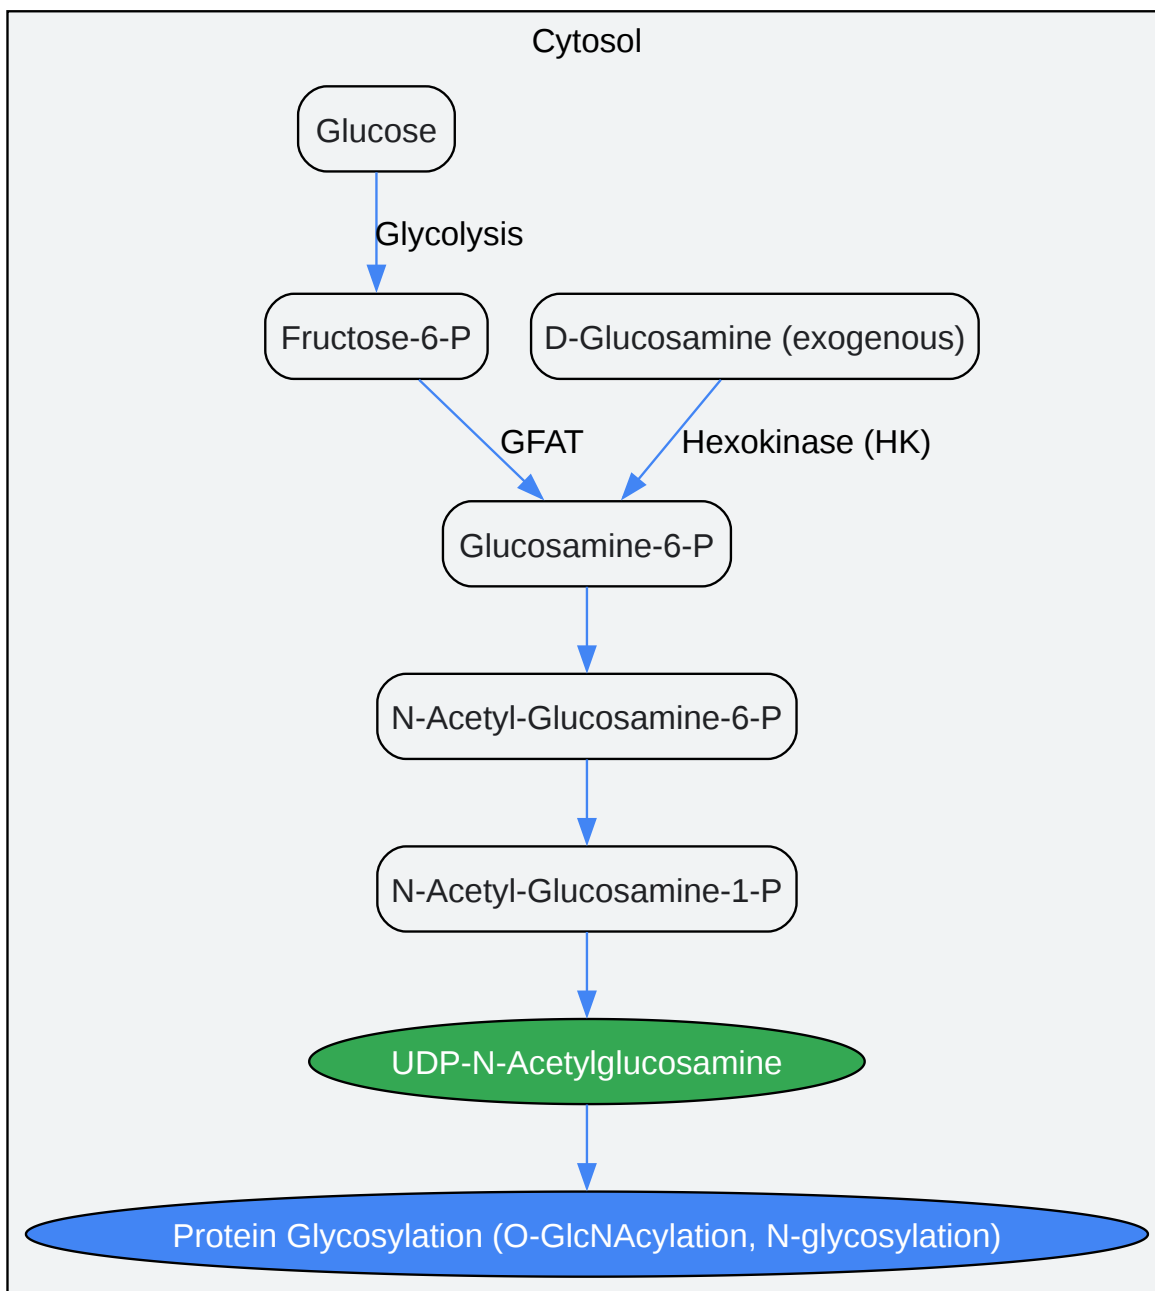 Cytosol
Glucose
Glycolysis
Fructose-6-P
D-Glucosamine (exogenous)
GFAT
Hexokinase (HK)
Glucosamine-6-P
N-Acetyl-Glucosamine-6-P
N-Acetyl-Glucosamine-1-P
UDP-N-Acetylglucosamine
Protein Glycosylation (O-GlcNAcylation, N-glycosylation)